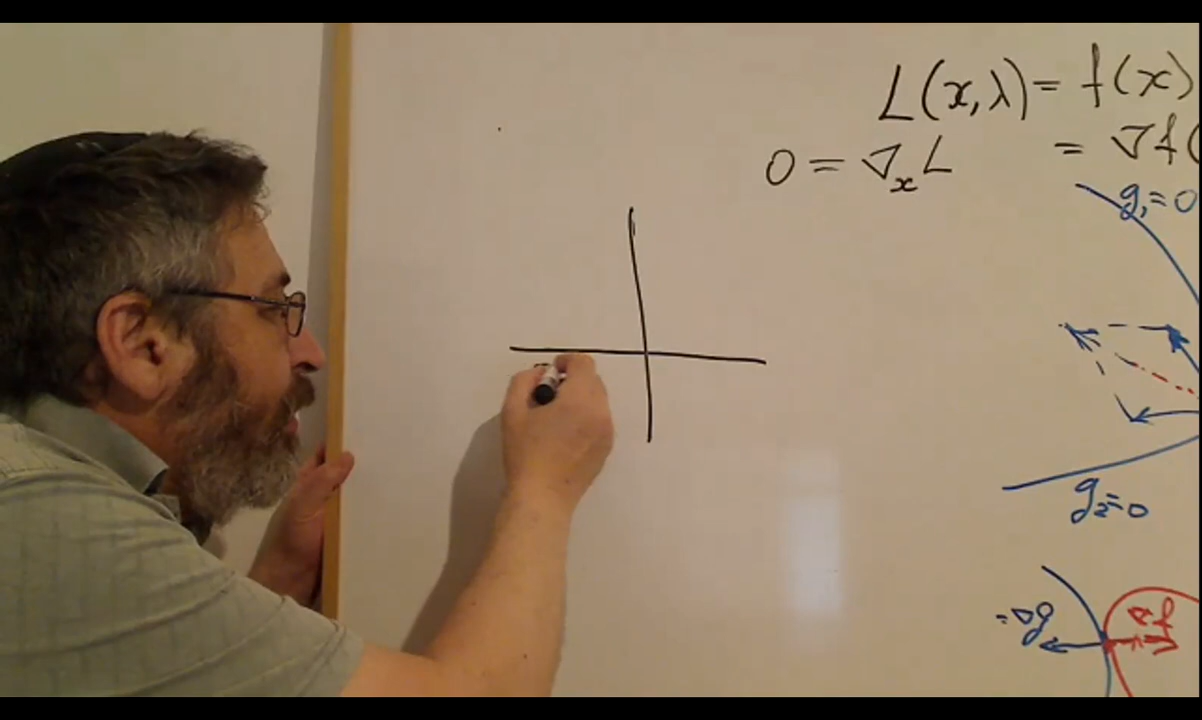 L(x,λ) = f(x)
0 = ∇ₓL = ∇f(
g₁=0
g₂=0
-∇g
∇f